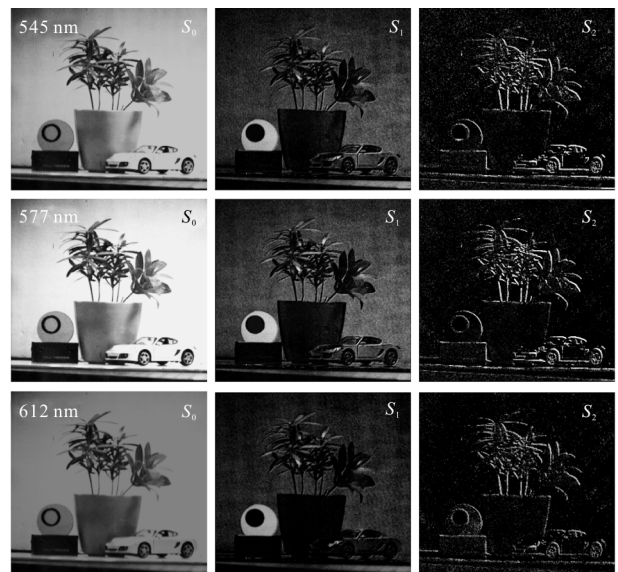 545 nm S₀ S₁ S₂
577 nm S₀ S₁ S₂
612 nm S₀ S₁ S₂